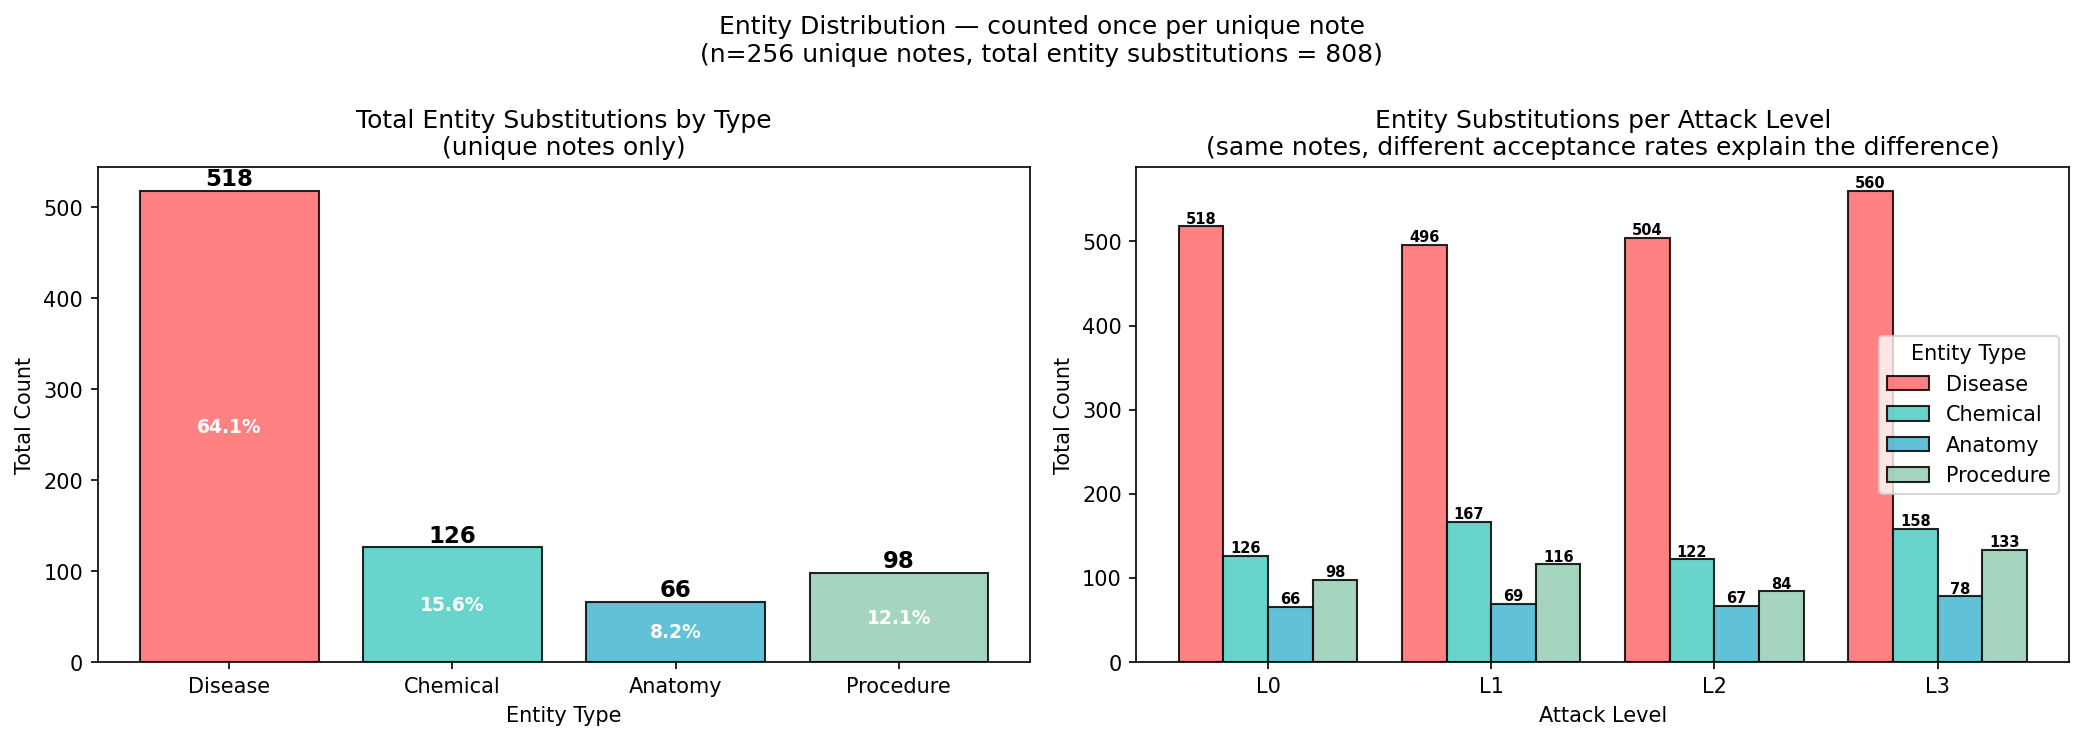 Entity Distribution — counted once per unique note
(n=256 unique notes, total entity substitutions = 808)
Total Entity Substitutions by Type
(unique notes only)
Total Count
500
400
300
200
100
0
518
64.1%
126
15.6%
66
8.2%
98
12.1%
Disease
Chemical
Anatomy
Procedure
Entity Type
Entity Substitutions per Attack Level
(same notes, different acceptance rates explain the difference)
Total Count
500
400
300
200
100
0
518
126
66
98
496
167
69
116
504
122
67
84
560
158
78
133
Entity Type
Disease
Chemical
Anatomy
Procedure
L0
L1
L2
L3
Attack Level